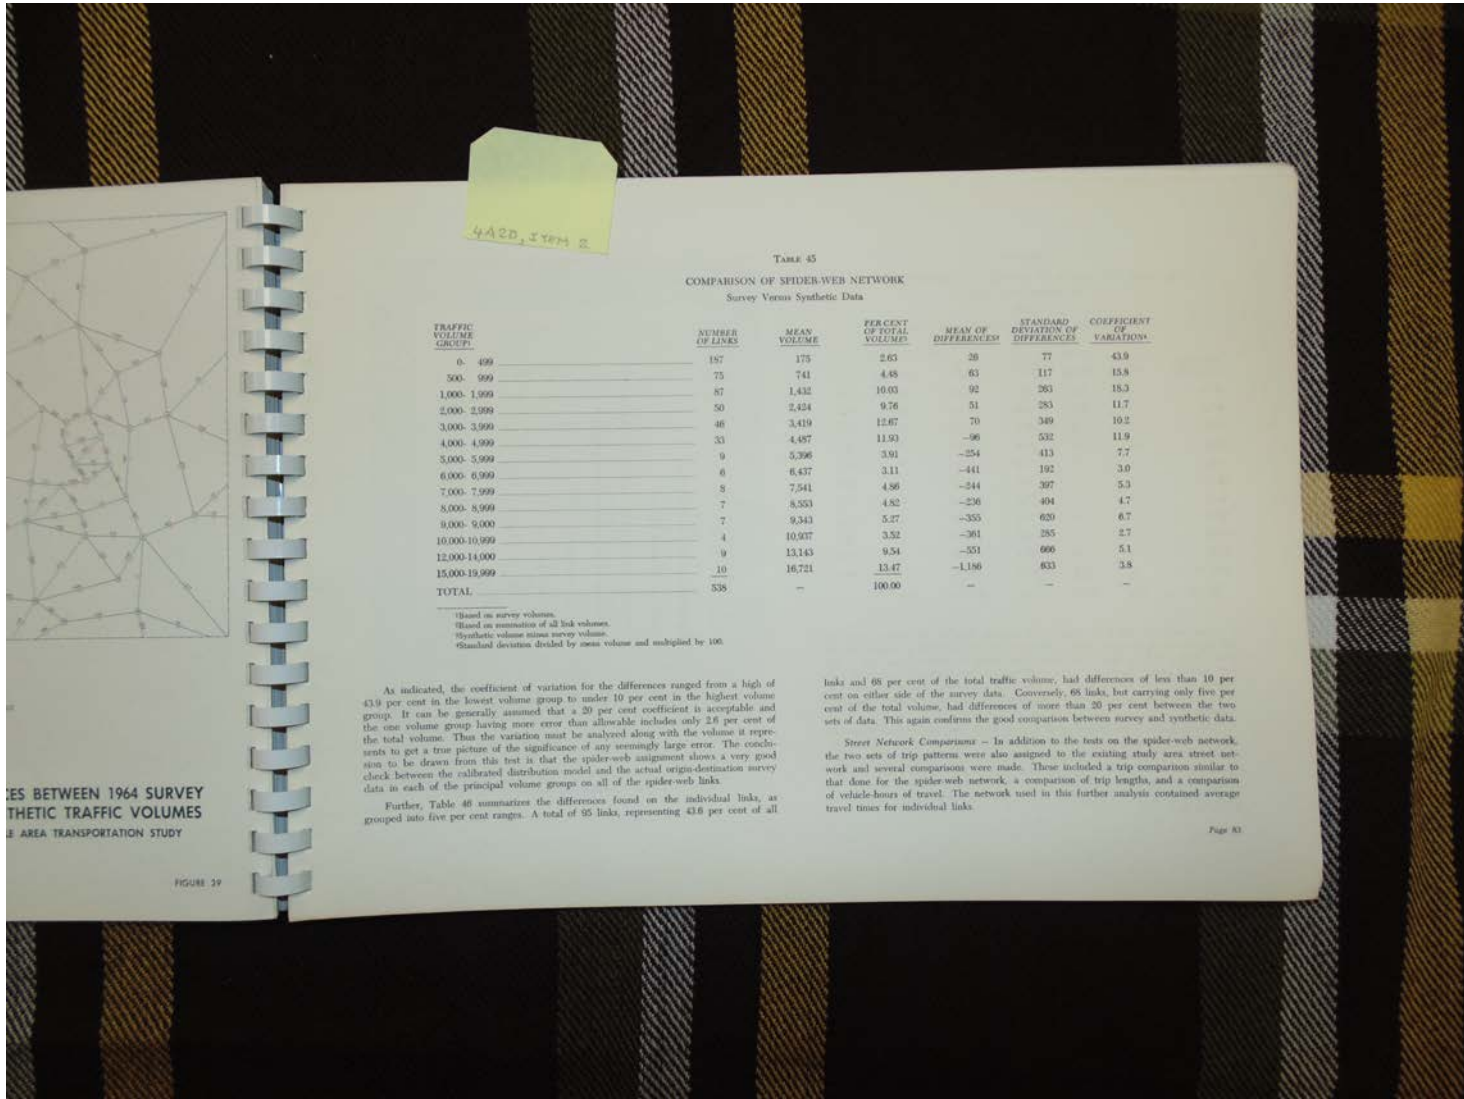 4A2D, ITEM 2
TABLE 45
COMPARISON OF SPIDER-WEB NETWORK
Survey Versus Synthetic Data
TRAFFIC VOLUME GROUP¹ NUMBER OF LINKS MEAN VOLUME PER CENT OF TOTAL VOLUME² MEAN OF DIFFERENCES³ STANDARD DEVIATION OF DIFFERENCES COEFFICIENT OF VARIATION⁴
0- 499 187 175 2.63 28 77 43.9
500- 999 75 741 4.48 63 117 15.8
1,000- 1,999 87 1,432 10.03 92 263 18.3
2,000- 2,999 50 2,424 9.76 51 283 11.7
3,000- 3,999 46 3,419 12.67 70 349 10.2
4,000- 4,999 33 4,487 11.93 —96 532 11.9
5,000- 5,999 9 5,396 3.91 —254 413 7.7
6,000- 6,999 6 6,437 3.11 —441 192 3.0
7,000- 7,999 8 7,541 4.86 —244 397 5.3
8,000- 8,999 7 8,553 4.82 —236 404 4.7
9,000- 9,000 7 9,343 5.27 —355 620 6.7
10,000-10,999 4 10,937 3.52 —361 285 2.7
12,000-14,000 9 13,143 9.54 —551 666 5.1
15,000-19,999 10 16,721 13.47 —1,186 633 3.8
TOTAL 538 — 100.00 — — —
¹Based on survey volumes.
²Based on summation of all link volumes.
³Synthetic volume minus survey volume.
⁴Standard deviation divided by mean volume and multiplied by 100.
As indicated, the coefficient of variation for the differences ranged from a high of
43.9 per cent in the lowest volume group to under 10 per cent in the highest volume
group. It can be generally assumed that a 20 per cent coefficient is acceptable and
the one volume group having more error than allowable includes only 2.6 per cent of
the total volume. Thus the variation must be analyzed along with the volume it repre-
sents to get a true picture of the significance of any seemingly large error. The conclu-
sion to be drawn from this test is that the spider-web assignment shows a very good
check between the calibrated distribution model and the actual origin-destination survey
data in each of the principal volume groups on all of the spider-web links.
Further, Table 46 summarizes the differences found on the individual links, as
grouped into five per cent ranges. A total of 95 links, representing 43.6 per cent of all
links and 68 per cent of the total traffic volume, had differences of less than 10 per
cent on either side of the survey data. Conversely, 68 links, but carrying only five per
cent of the total volume, had differences of more than 20 per cent between the two
sets of data. This again confirms the good comparison between survey and synthetic data.
Street Network Comparisons — In addition to the tests on the spider-web network,
the two sets of trip patterns were also assigned to the existing study area street net-
work and several comparisons were made. These included a trip comparison similar to
that done for the spider-web network, a comparison of trip lengths, and a comparison
of vehicle-hours of travel. The network used in this further analysis contained average
travel times for individual links.
Page 83
CES BETWEEN 1964 SURVEY
THETIC TRAFFIC VOLUMES
AREA TRANSPORTATION STUDY
FIGURE 39